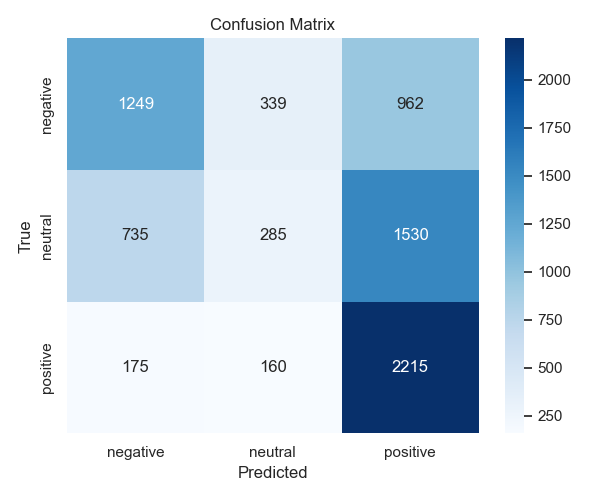 Confusion Matrix
negative
neutral
positive
True
1249 339 962
735 285 1530
175 160 2215
negative neutral positive
Predicted
2000
1750
1500
1250
1000
750
500
250